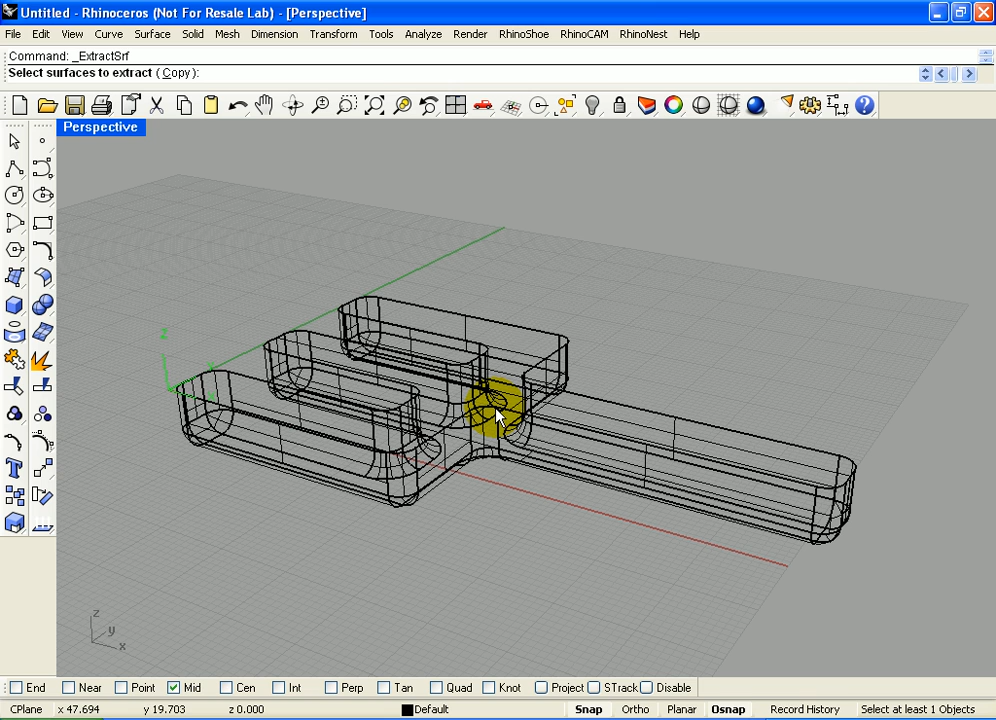 Untitled - Rhinoceros (Not For Resale Lab) - [Perspective]
File Edit View Curve Surface Solid Mesh Dimension Transform Tools Analyze Render RhinoShoe RhinoCAM RhinoNest Help
Command: _ExtractSrf
Select surfaces to extract (Copy):
Perspective
z
z
y
x
End Near Point Mid Cen Int Perp Tan Quad Knot Project STrack Disable
CPlane x 47.694 y 19.703 z 0.000 Default Snap Ortho Planar Osnap Record History Select at least 1 Objects